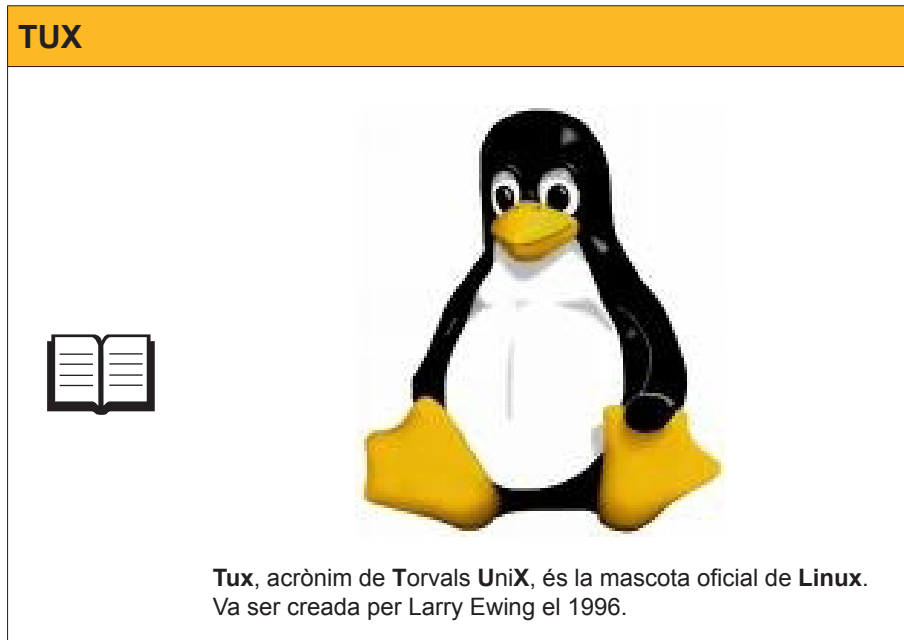 TUX
Tux, acrònim de Torvals UniX, és la mascota oficial de Linux.
Va ser creada per Larry Ewing el 1996.